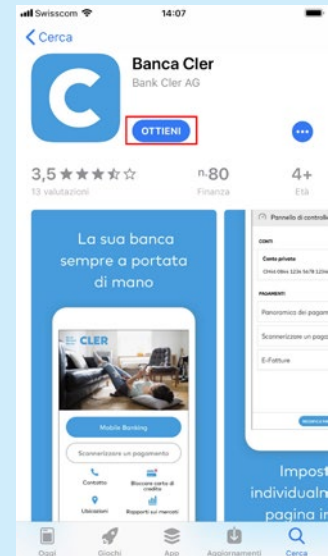 Swisscom
14:07
Cerca
Banca Cler
Bank Cler AG
OTTIENI
3,5
n.80
4+
13 valutazioni
Finanza
Età
La sua banca
sempre a portata
di mano
CLER
Mobile Banking
Scannerizzare un pagamento
Contatto
Bloccare carta di
credito
Ubicazioni
Rapporti sui mercati
Pannello di controll
CONTI
Conto privato
PAGAMENTI
Panoramica dei pagam
Scannerizzare un pagam
E-Fatture
Impost
individualm
pagina in
Oggi
Giochi
App
Aggiornamenti
Cerca